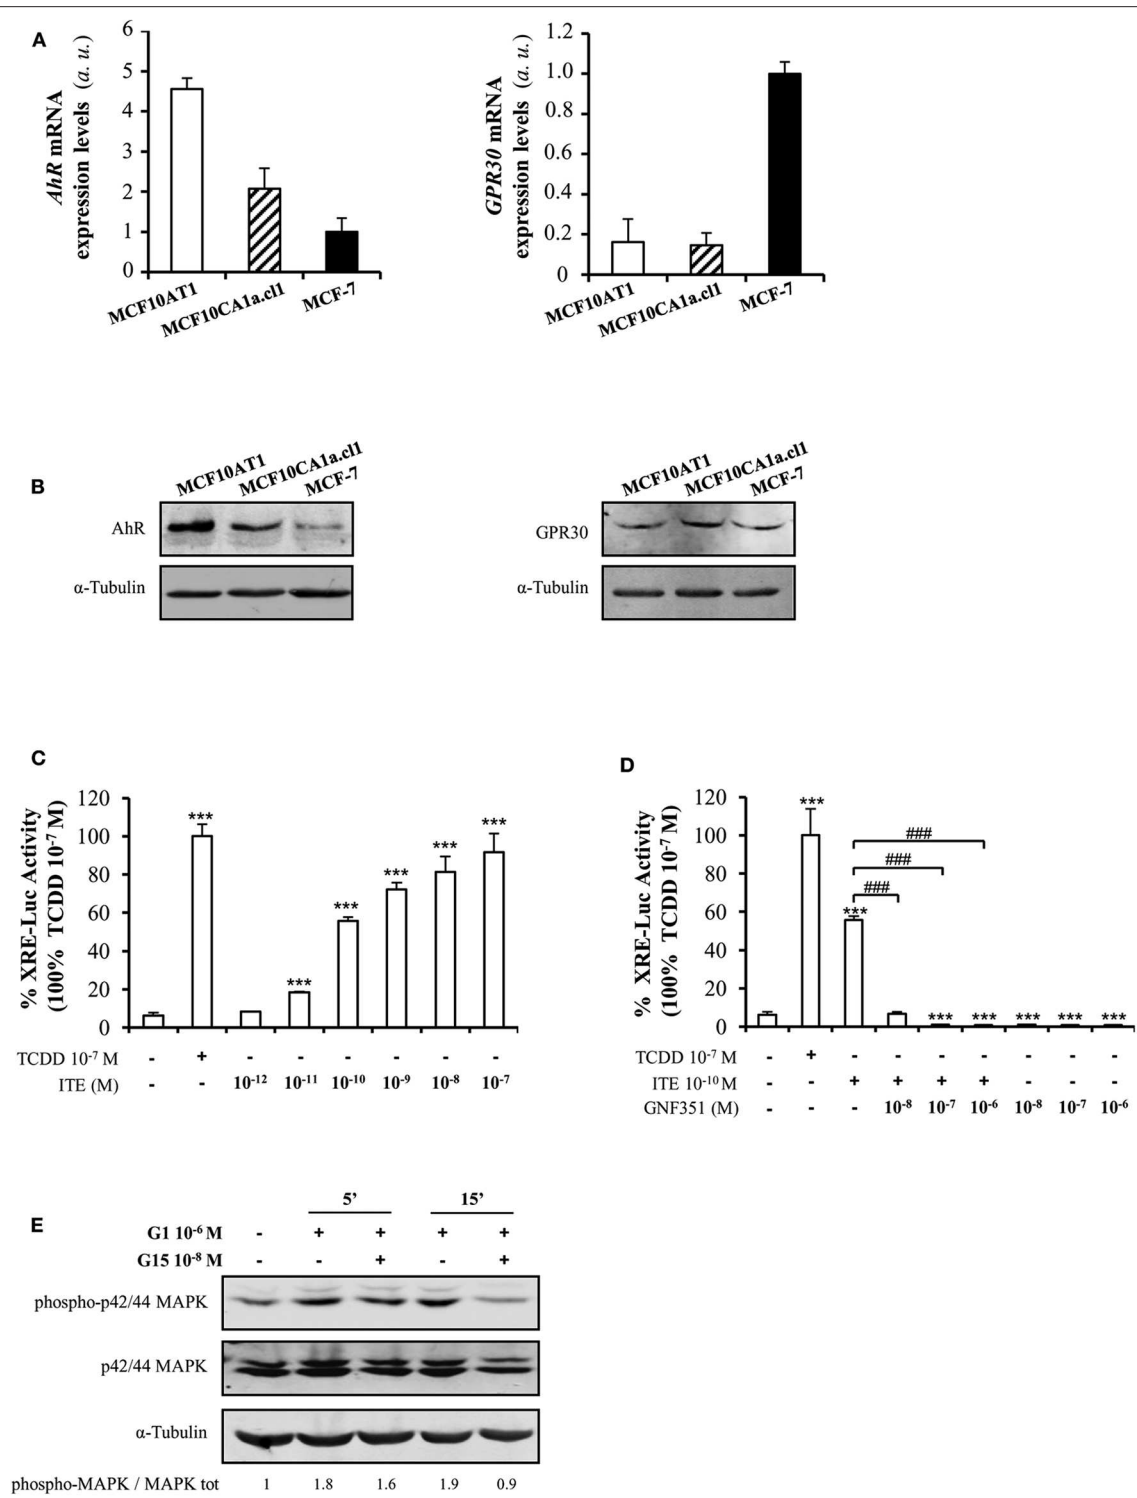 A
AhR mRNA
expression levels (a. u.)
6
5
4
3
2
1
0
MCF10AT1
MCF10CA1a.cl1
MCF-7
GPR30 mRNA
expression levels (a. u.)
1.2
1.0
0.8
0.6
0.4
0.2
0
MCF10AT1
MCF10CA1a.cl1
MCF-7
B
MCF10AT1
MCF10CA1a.cl1
MCF-7
AhR
α-Tubulin
MCF10AT1
MCF10CA1a.cl1
MCF-7
GPR30
α-Tubulin
C
% XRE-Luc Activity
(100% TCDD 10-7 M)
120
100
80
60
40
20
0
*** *** *** *** *** ***
TCDD 10-7 M - + - - - - - -
ITE (M) - - 10-12 10-11 10-10 10-9 10-8 10-7
D
% XRE-Luc Activity
(100% TCDD 10-7 M)
120
100
80
60
40
20
0
###
###
###
*** *** *** *** *** *** ***
TCDD 10-7 M - + - - - - - - -
ITE 10-10 M - - + + + + - - -
GNF351 (M) - - - 10-8 10-7 10-6 10-8 10-7 10-6
E
5’ 15’
G1 10-6 M - + + + +
G15 10-8 M - - + - +
phospho-p42/44 MAPK
p42/44 MAPK
α-Tubulin
phospho-MAPK / MAPK tot 1 1.8 1.6 1.9 0.9